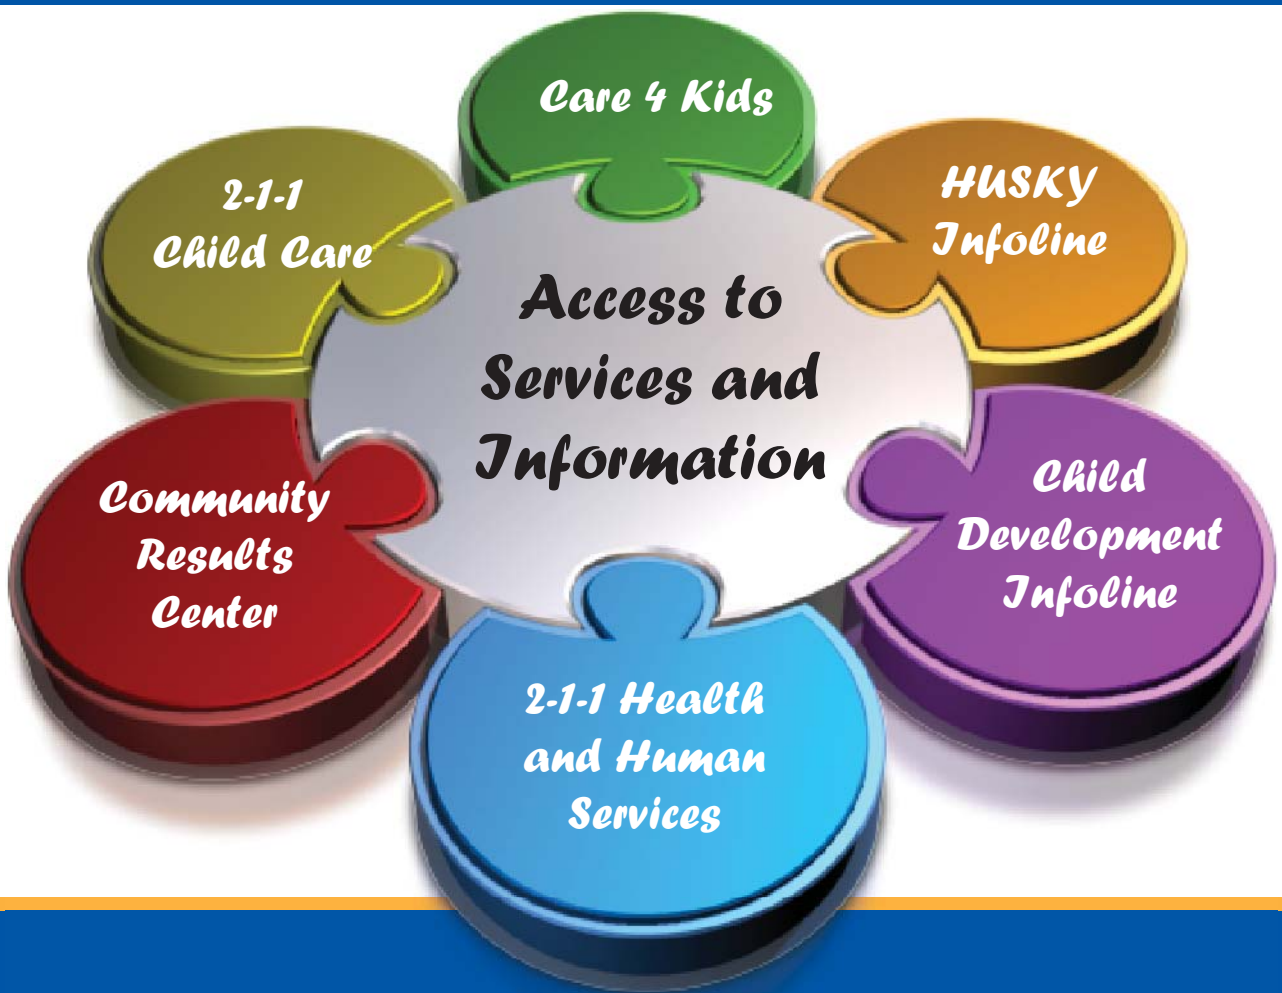 Care 4 Kids
2-1-1
Child Care
HUSKY
Infoline
Access to
Services and
Information
Community
Results
Center
Child
Development
Infoline
2-1-1 Health
and Human
Services